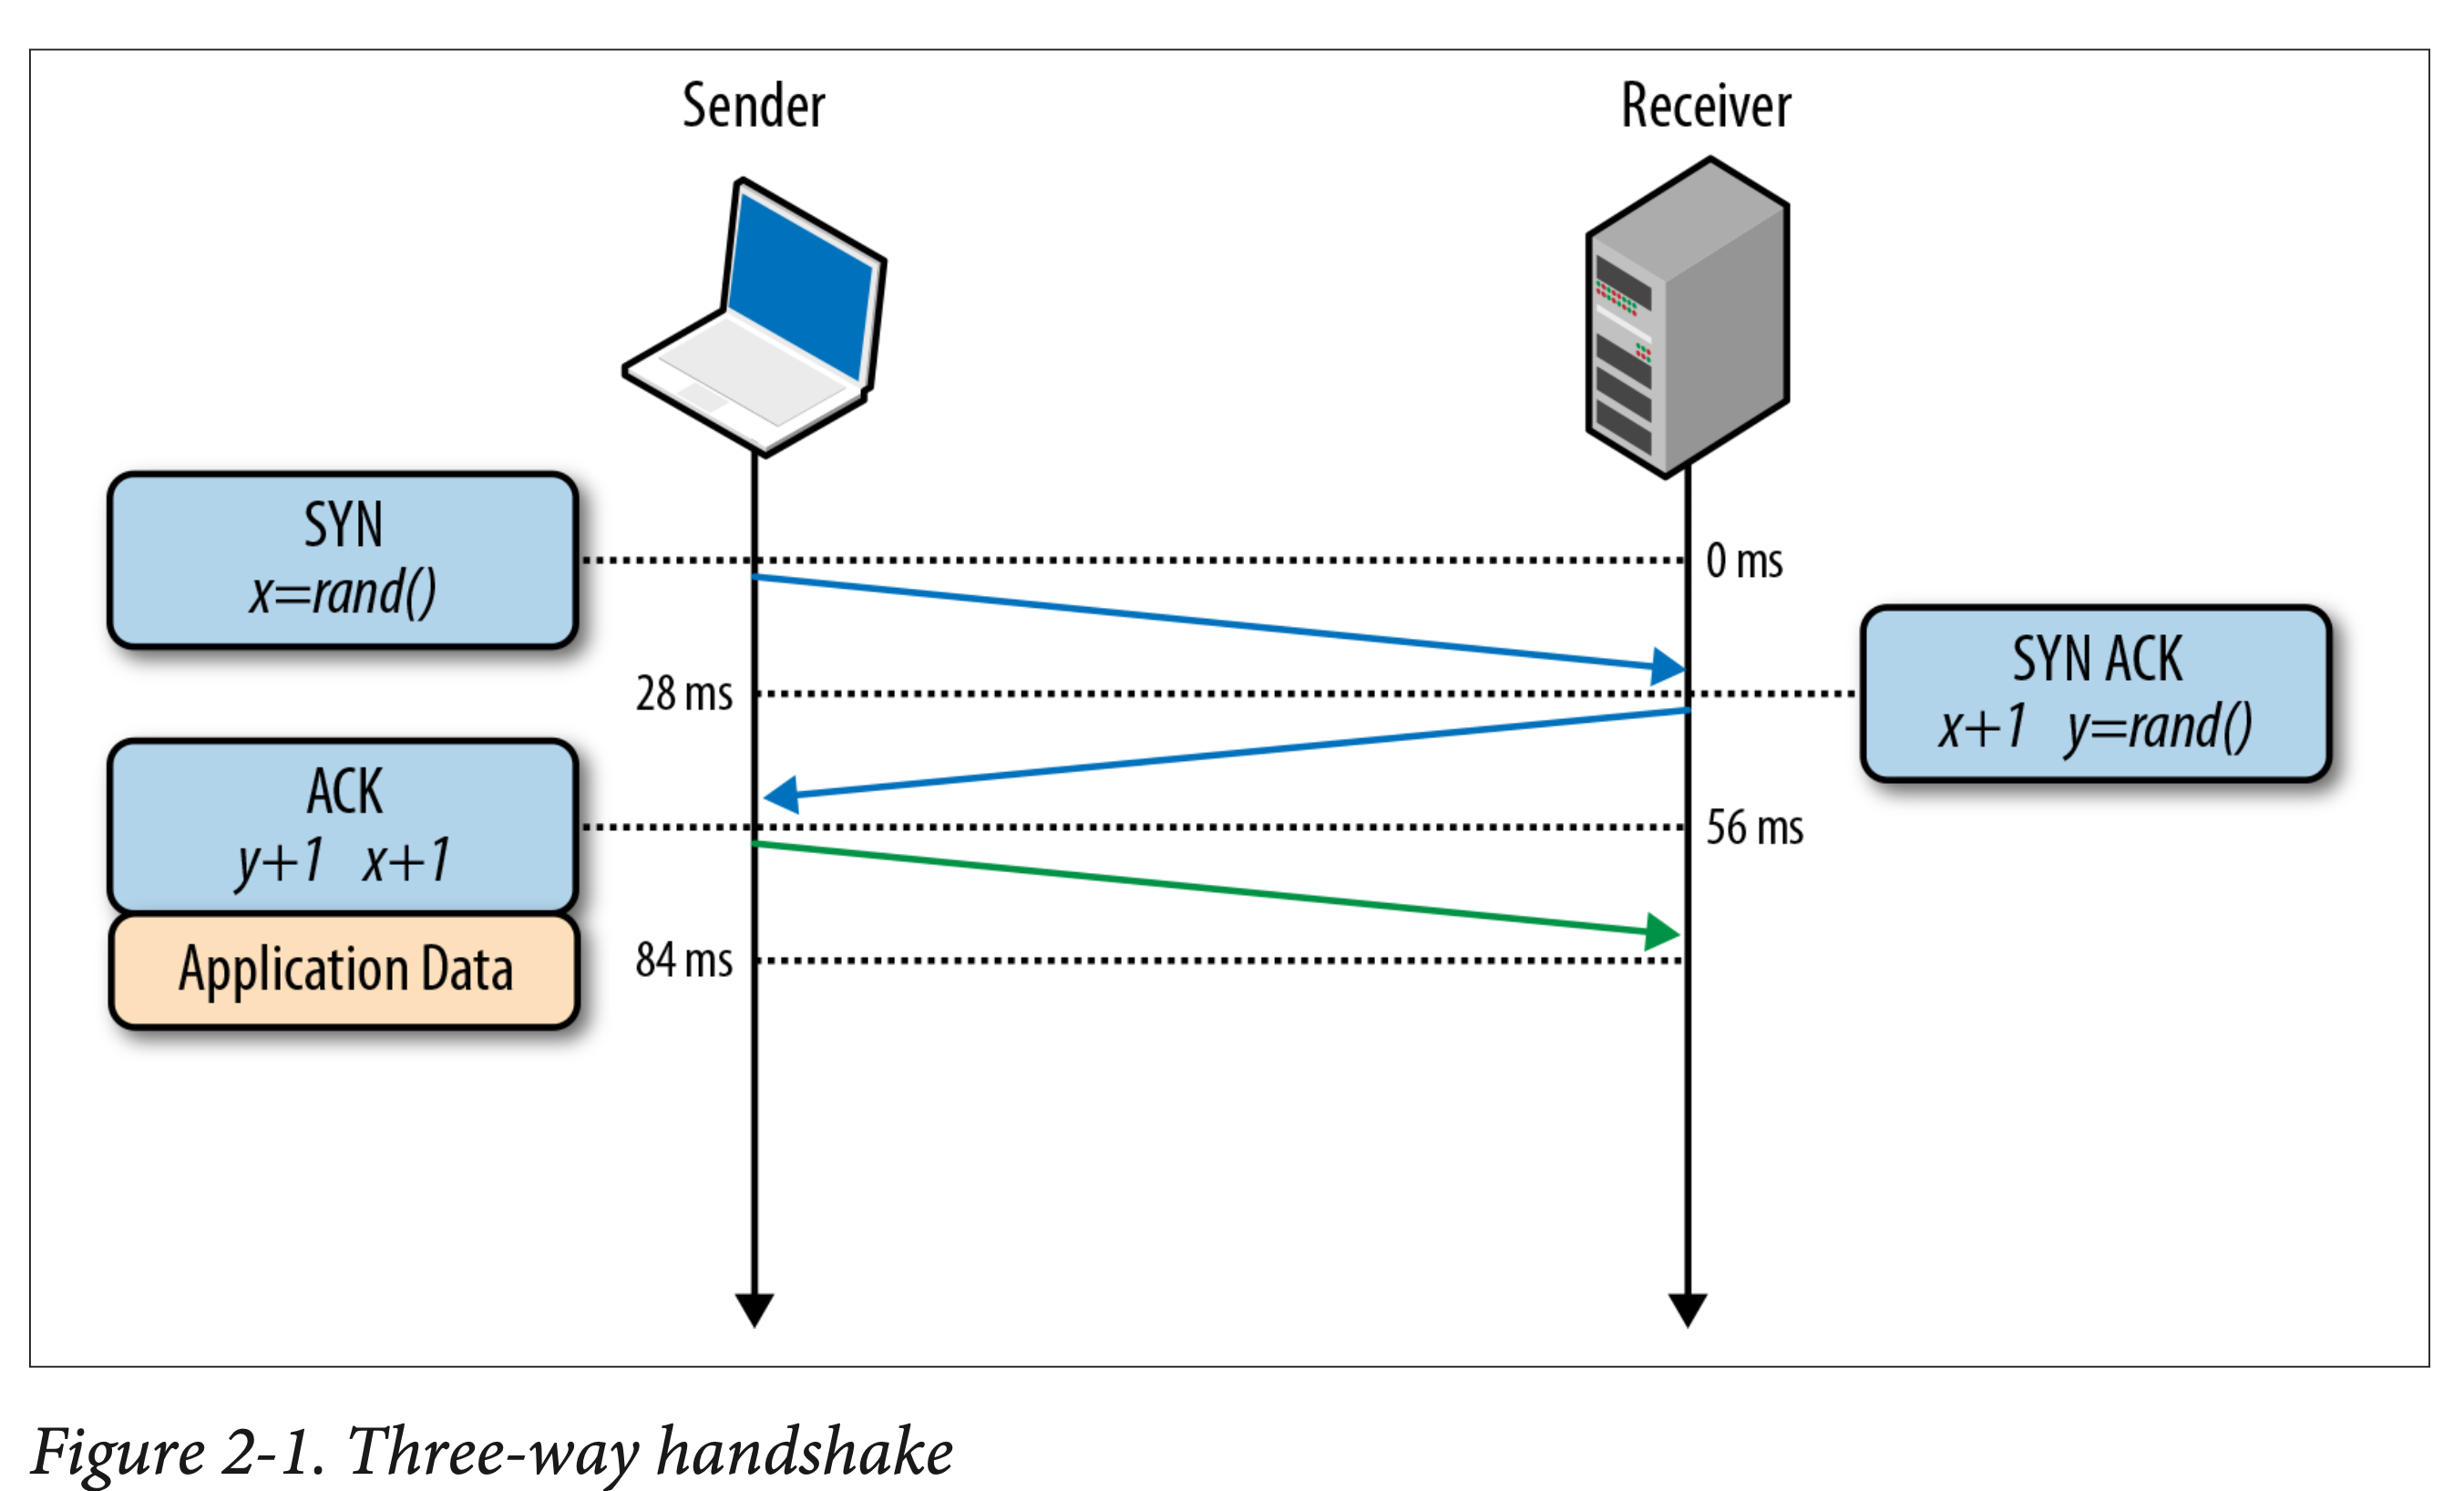 Sender
Receiver
SYN
x=rand()
0 ms
28 ms
SYN ACK
x+1 y=rand()
ACK
y+1 x+1
56 ms
Application Data
84 ms
Figure 2-1. Three-way handshake